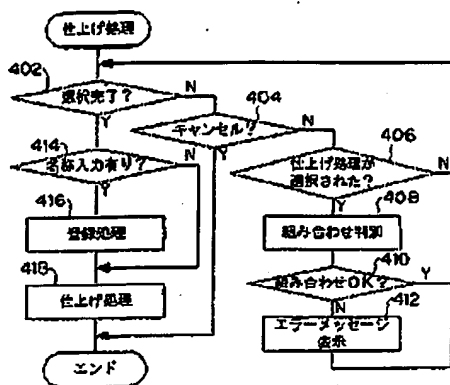 仕上げ処理
402
選択完了?
N
Y
404
キャンセル?
N
Y
406
仕上げ処理が
選択された?
N
Y
414
名称入力有り?
N
Y
408
組み合わせ判別
416
登録処理
410
組み合わせOK?
Y
N
412
エラーメッセージ
表示
418
仕上げ処理
エンド